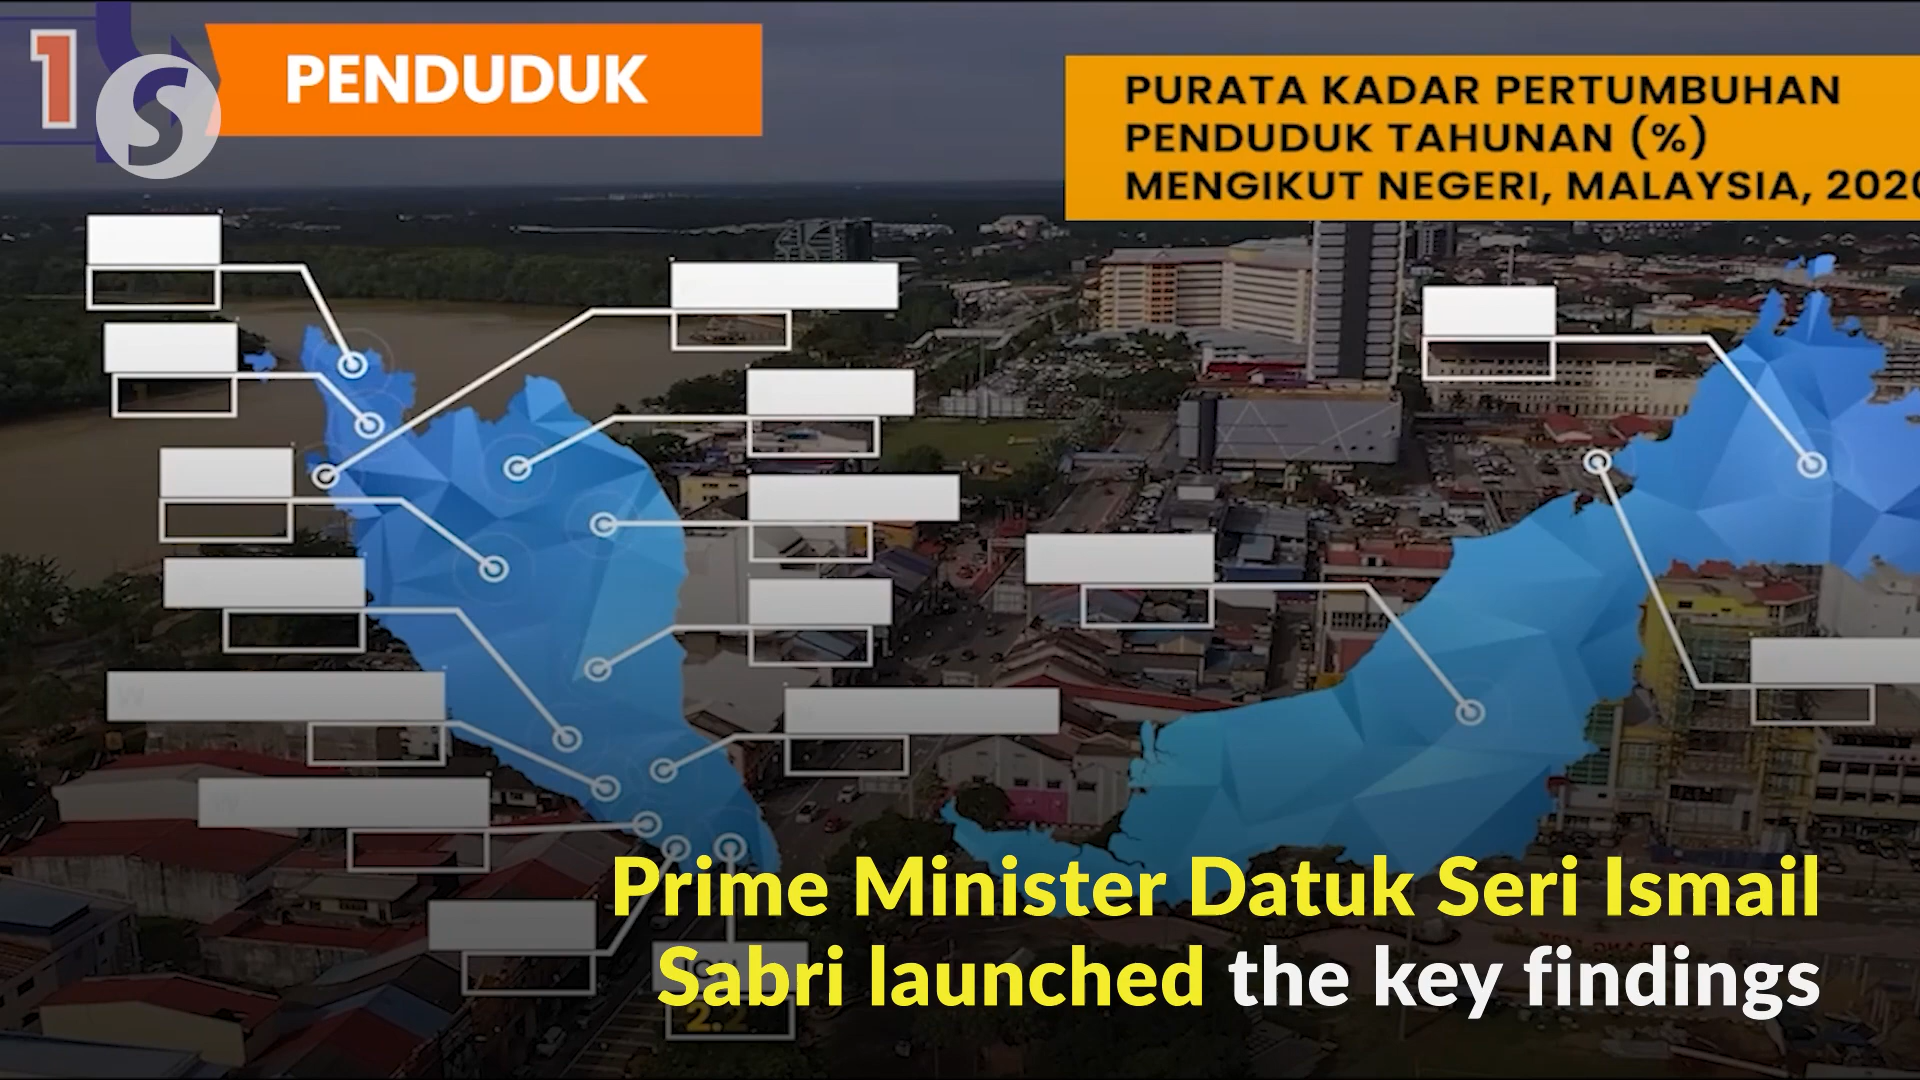 1
PENDUDUK
PURATA KADAR PERTUMBUHAN
PENDUDUK TAHUNAN (%)
MENGIKUT NEGERI, MALAYSIA, 2020
Prime Minister Datuk Seri Ismail
Sabri launched the key findings